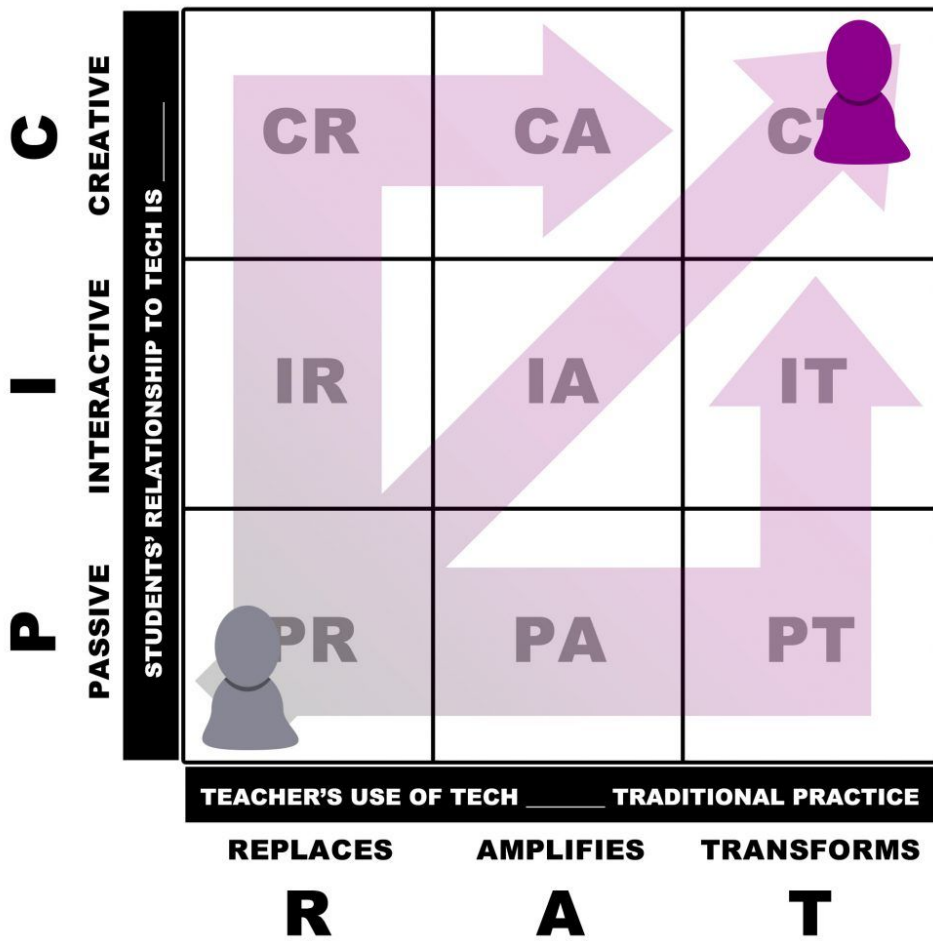 C
CREATIVE
I
INTERACTIVE
P
PASSIVE
STUDENTS' RELATIONSHIP TO TECH IS ______
CR
CA
IR
IA
IT
PR
PA
PT
TEACHER'S USE OF TECH ______ TRADITIONAL PRACTICE
REPLACES
AMPLIFIES
TRANSFORMS
R
A
T